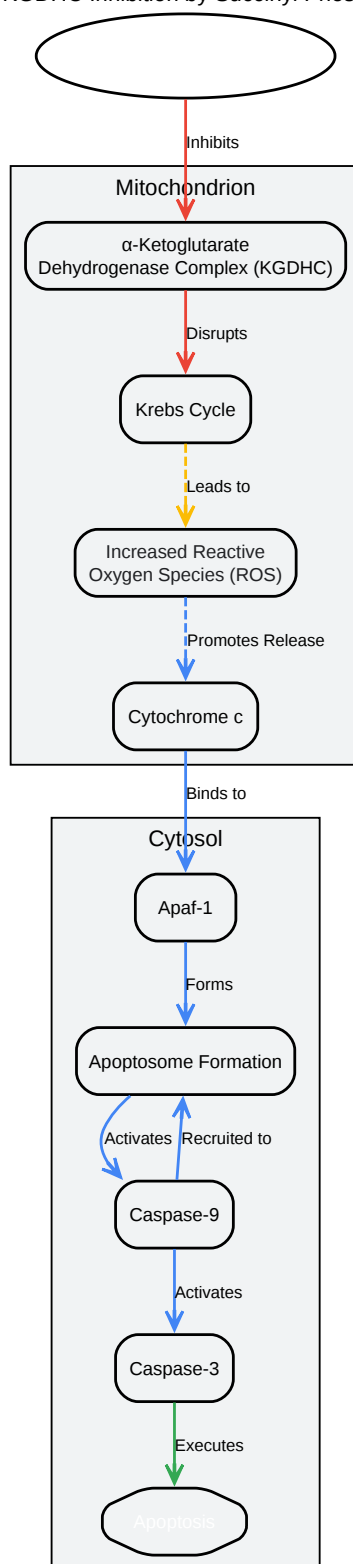 Inhibition by Succinyl
Inhibits
Mitochondrion
α-Ketoglutarate
Dehydrogenase Complex (KGDHC)
Disrupts
Krebs Cycle
Leads to
Increased Reactive
Oxygen Species (ROS)
Promotes Release
Cytochrome c
Binds to
Cytosol
Apaf-1
Forms
Apoptosome Formation
Activates
Recruited to
Caspase-9
Activates
Caspase-3
Executes
Apoptosis